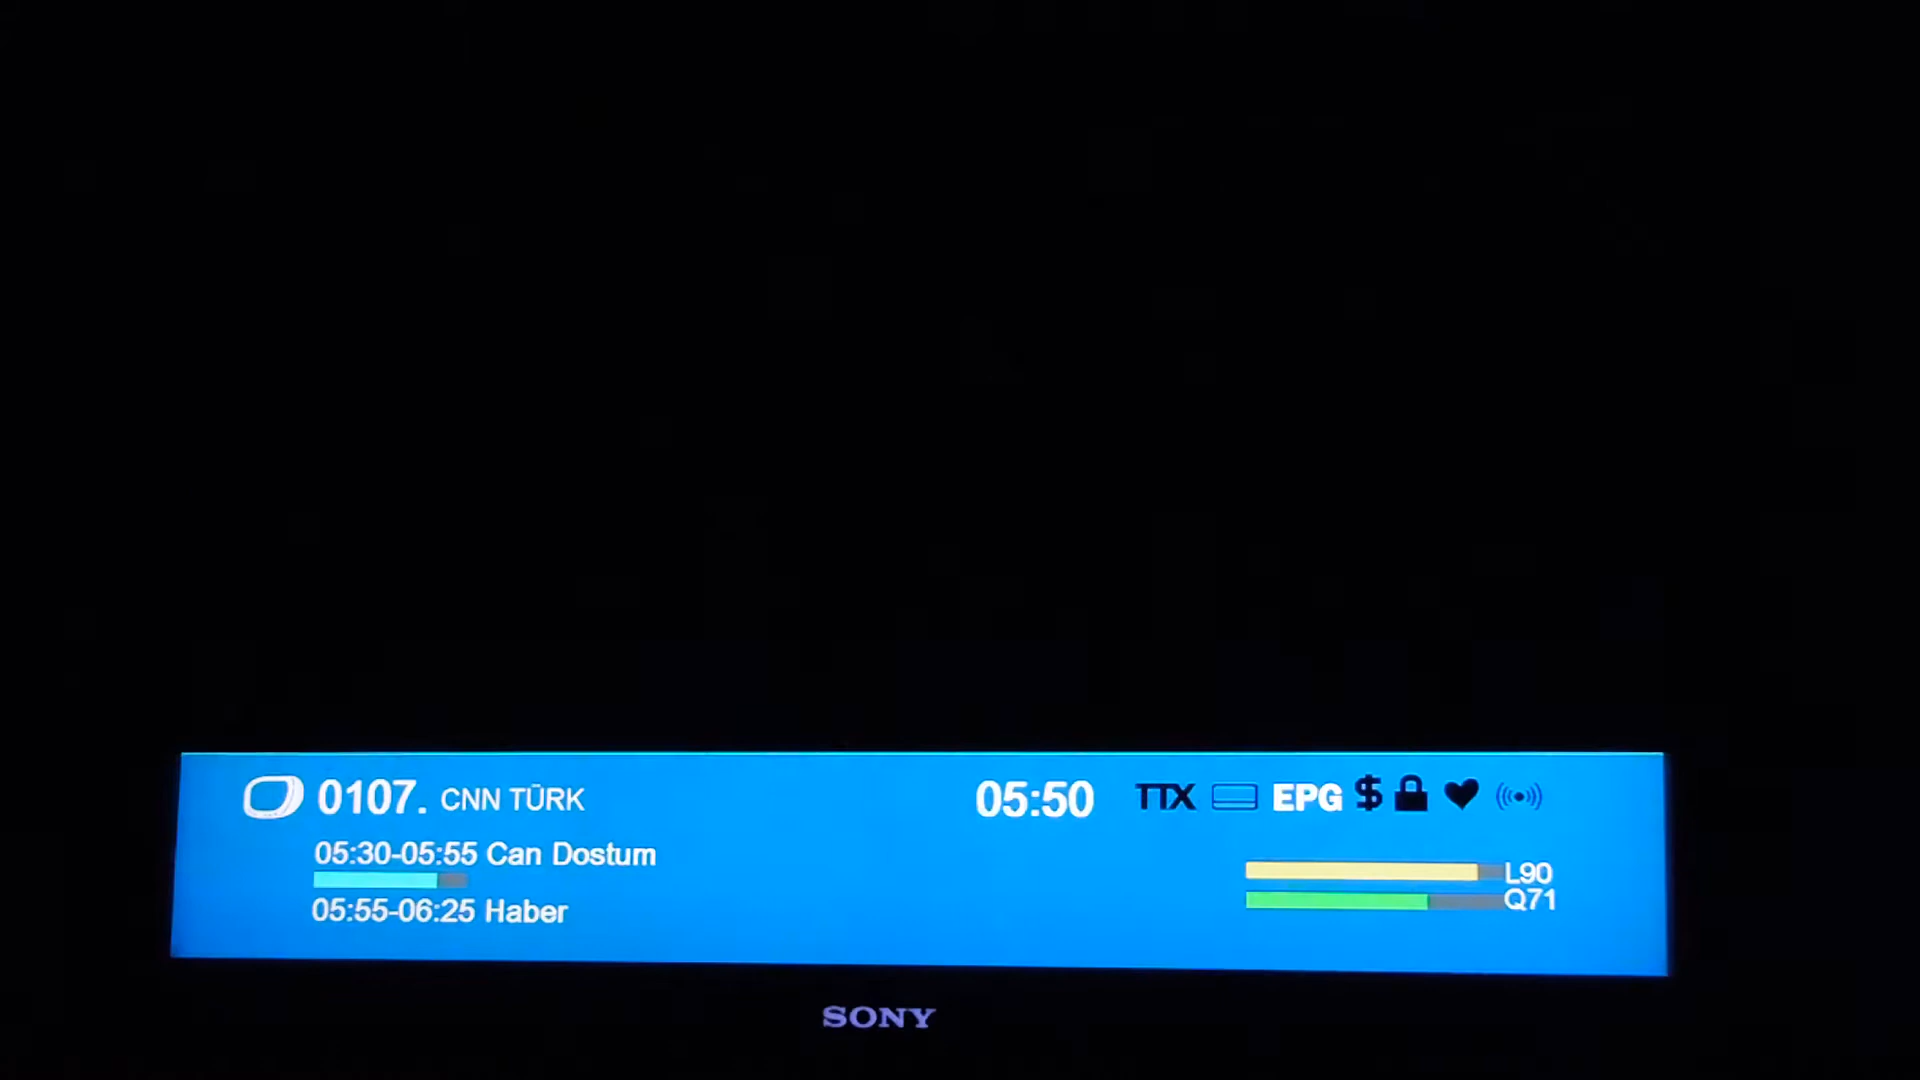 0107. CNN TÜRK
05:50 TTX EPG $
05:30-05:55 Can Dostum
05:55-06:25 Haber
L90
Q71
SONY